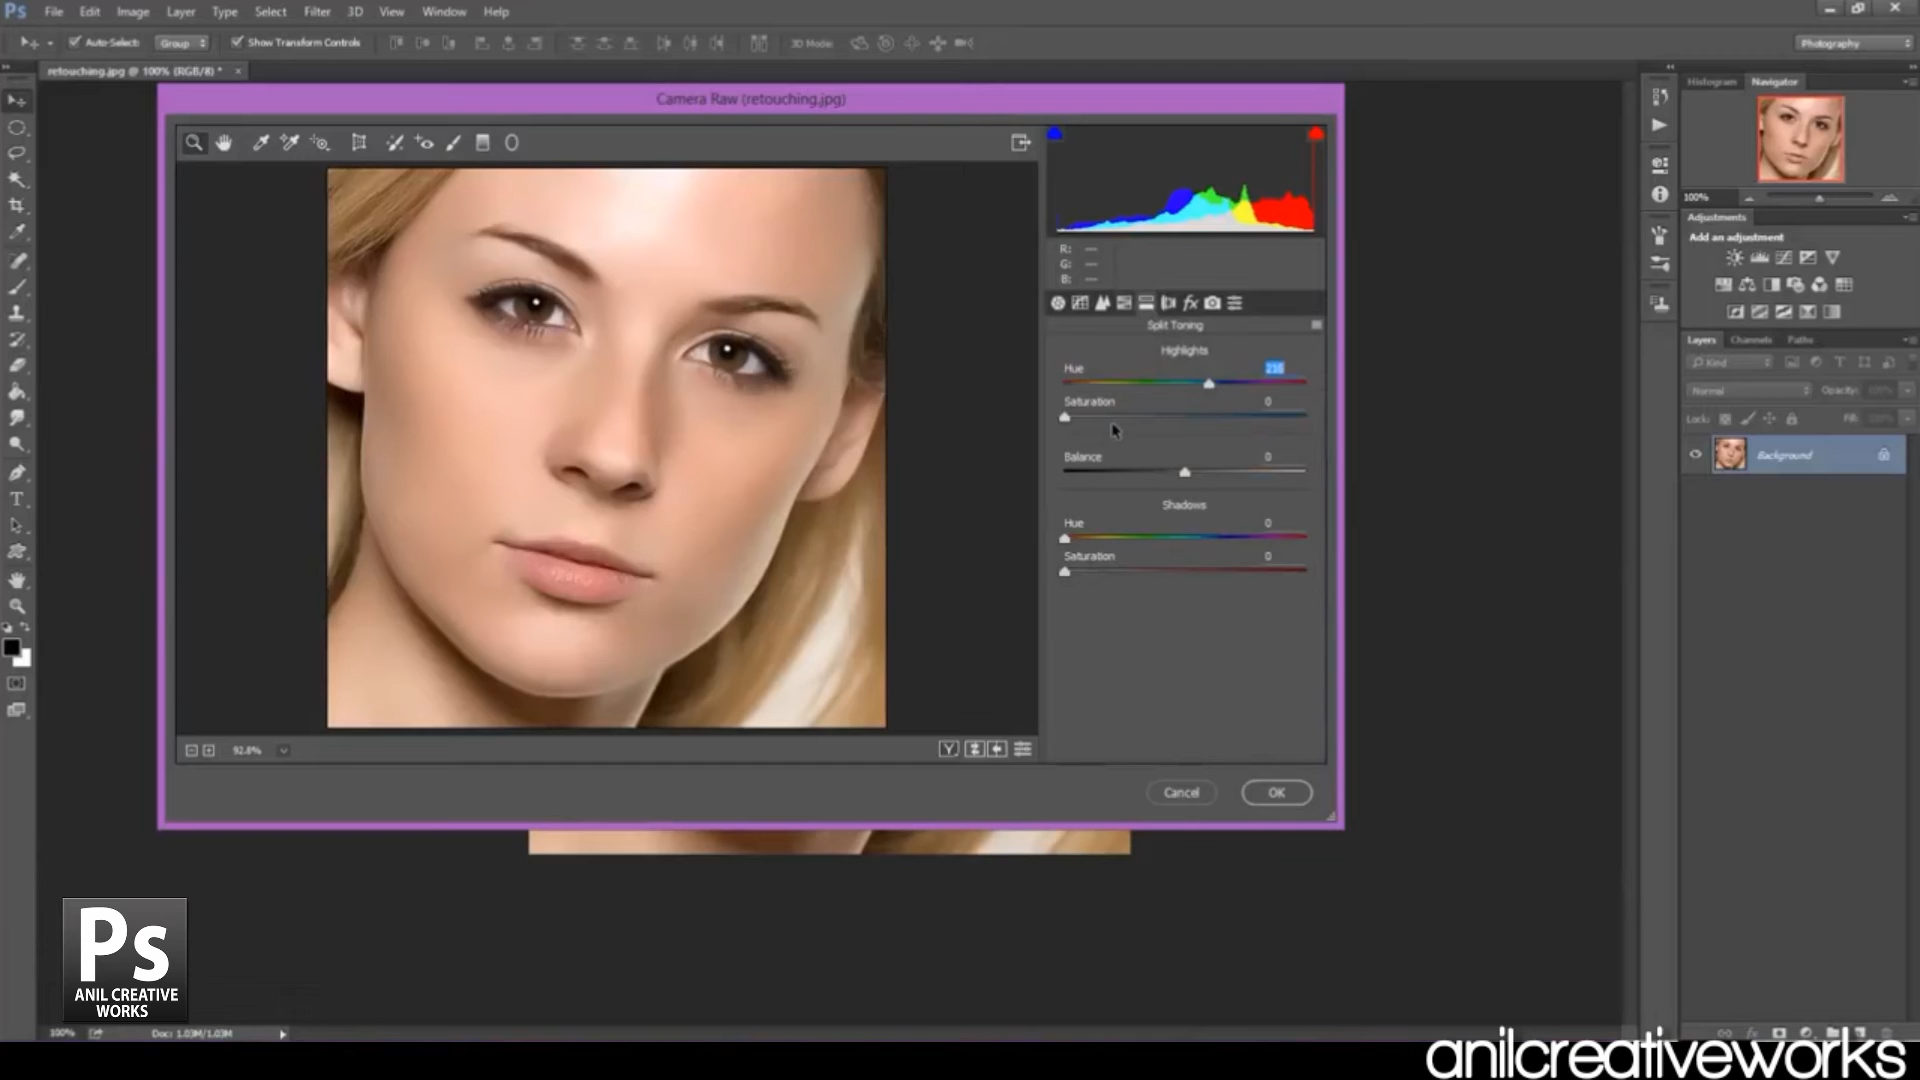 Ps File Edit Image Layer Type Select Filter 3D View Window Help
Auto-Select: Group Show Transform Controls 3D Mode: Photography
retouching.jpg @ 100% (RGB/8) * ×
Camera Raw (retouching.jpg)
Histogram Navigator
100%
Adjustments
Add an adjustment
R: ---
G: ---
B: ---
fx
Split Toning
Highlights
Hue
Saturation 0
Balance 0
Shadows
Hue 0
Saturation 0
Layers Channels Paths
Kind
Normal Opacity: 100%
Lock: Fill:
Background
92.8%
Y
Cancel OK
Ps
ANIL CREATIVE
WORKS
100% Doc: 1.03M/1.03M
anilcreativeworks